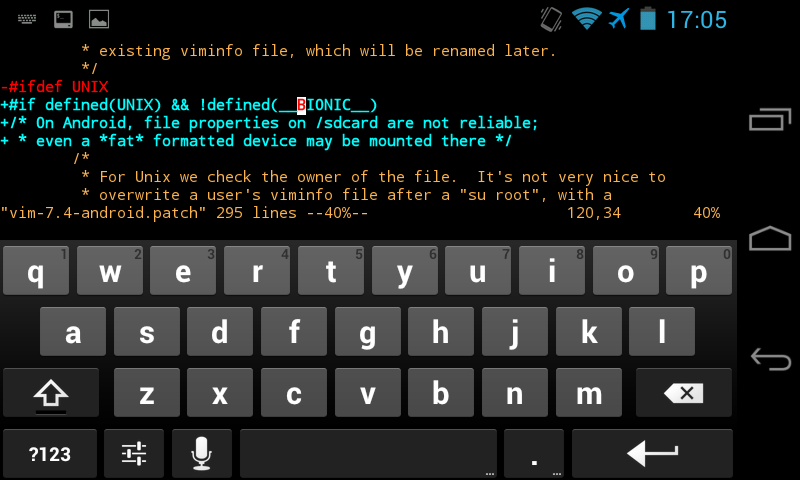 17:05
* existing viminfo file, which will be renamed later.
*/
-#ifdef UNIX
+#if defined(UNIX) && !defined(__BIONIC__)
+/* On Android, file properties on /sdcard are not reliable;
+ * even a *fat* formatted device may be mounted there */
/*
* For Unix we check the owner of the file.  It's not very nice to
* overwrite a user's viminfo file after a "su root", with a
"vim-7.4-android.patch" 295 lines --40%-- 120,34 40%
1 2 3 4 5 6 7 8 9 0
q w e r t y u i o p
a s d f g h j k l
z x c v b n m
?123 ... . ...